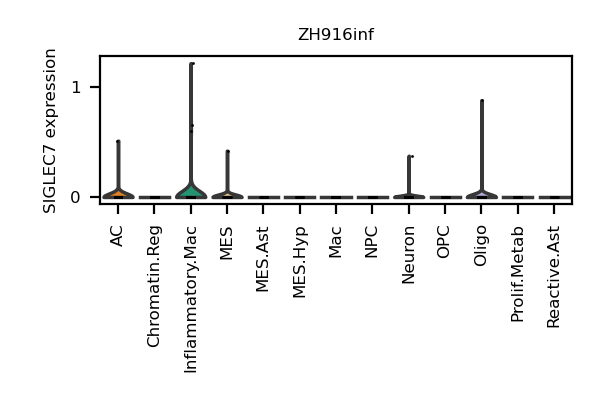 ZH916inf
SIGLEC7 expression
1
0
AC
Chromatin.Reg
Inflammatory.Mac
MES
MES.Ast
MES.Hyp
Mac
NPC
Neuron
OPC
Oligo
Prolif.Metab
Reactive.Ast